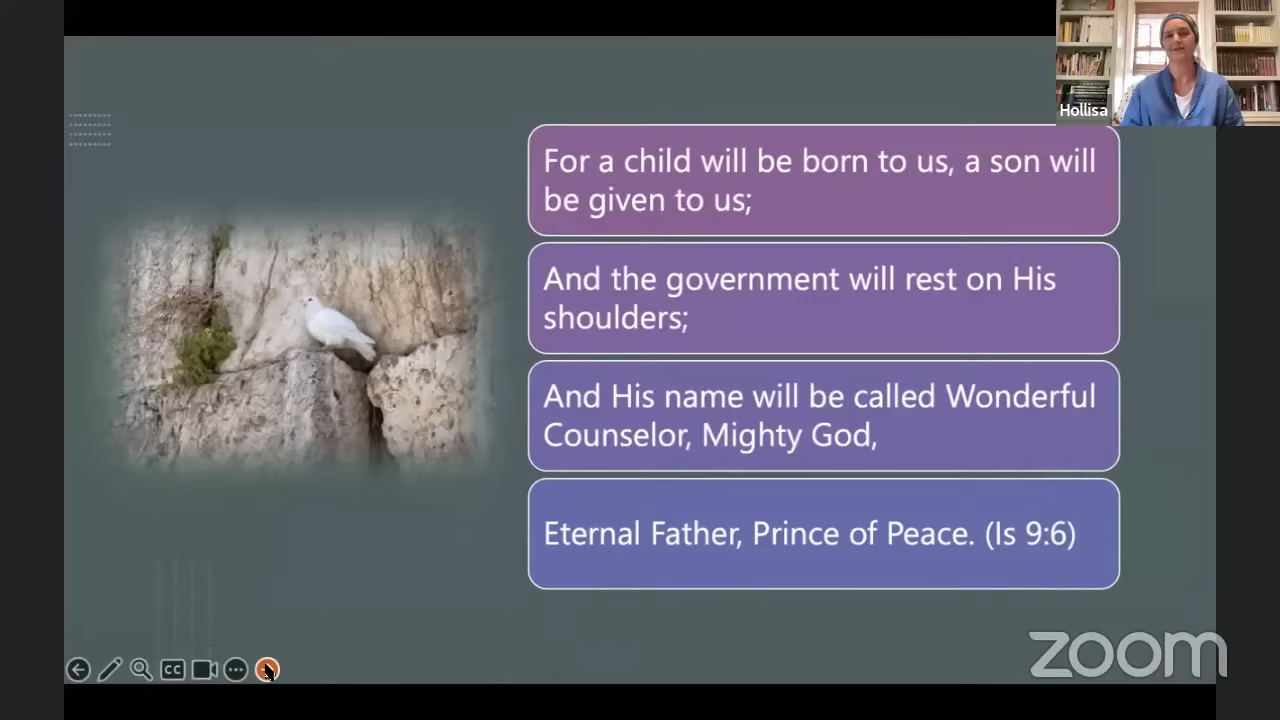 Hollisa
For a child will be born to us, a son will
be given to us;
And the government will rest on His
shoulders;
And His name will be called Wonderful
Counselor, Mighty God,
Eternal Father, Prince of Peace. (Is 9:6)
zoom
CC